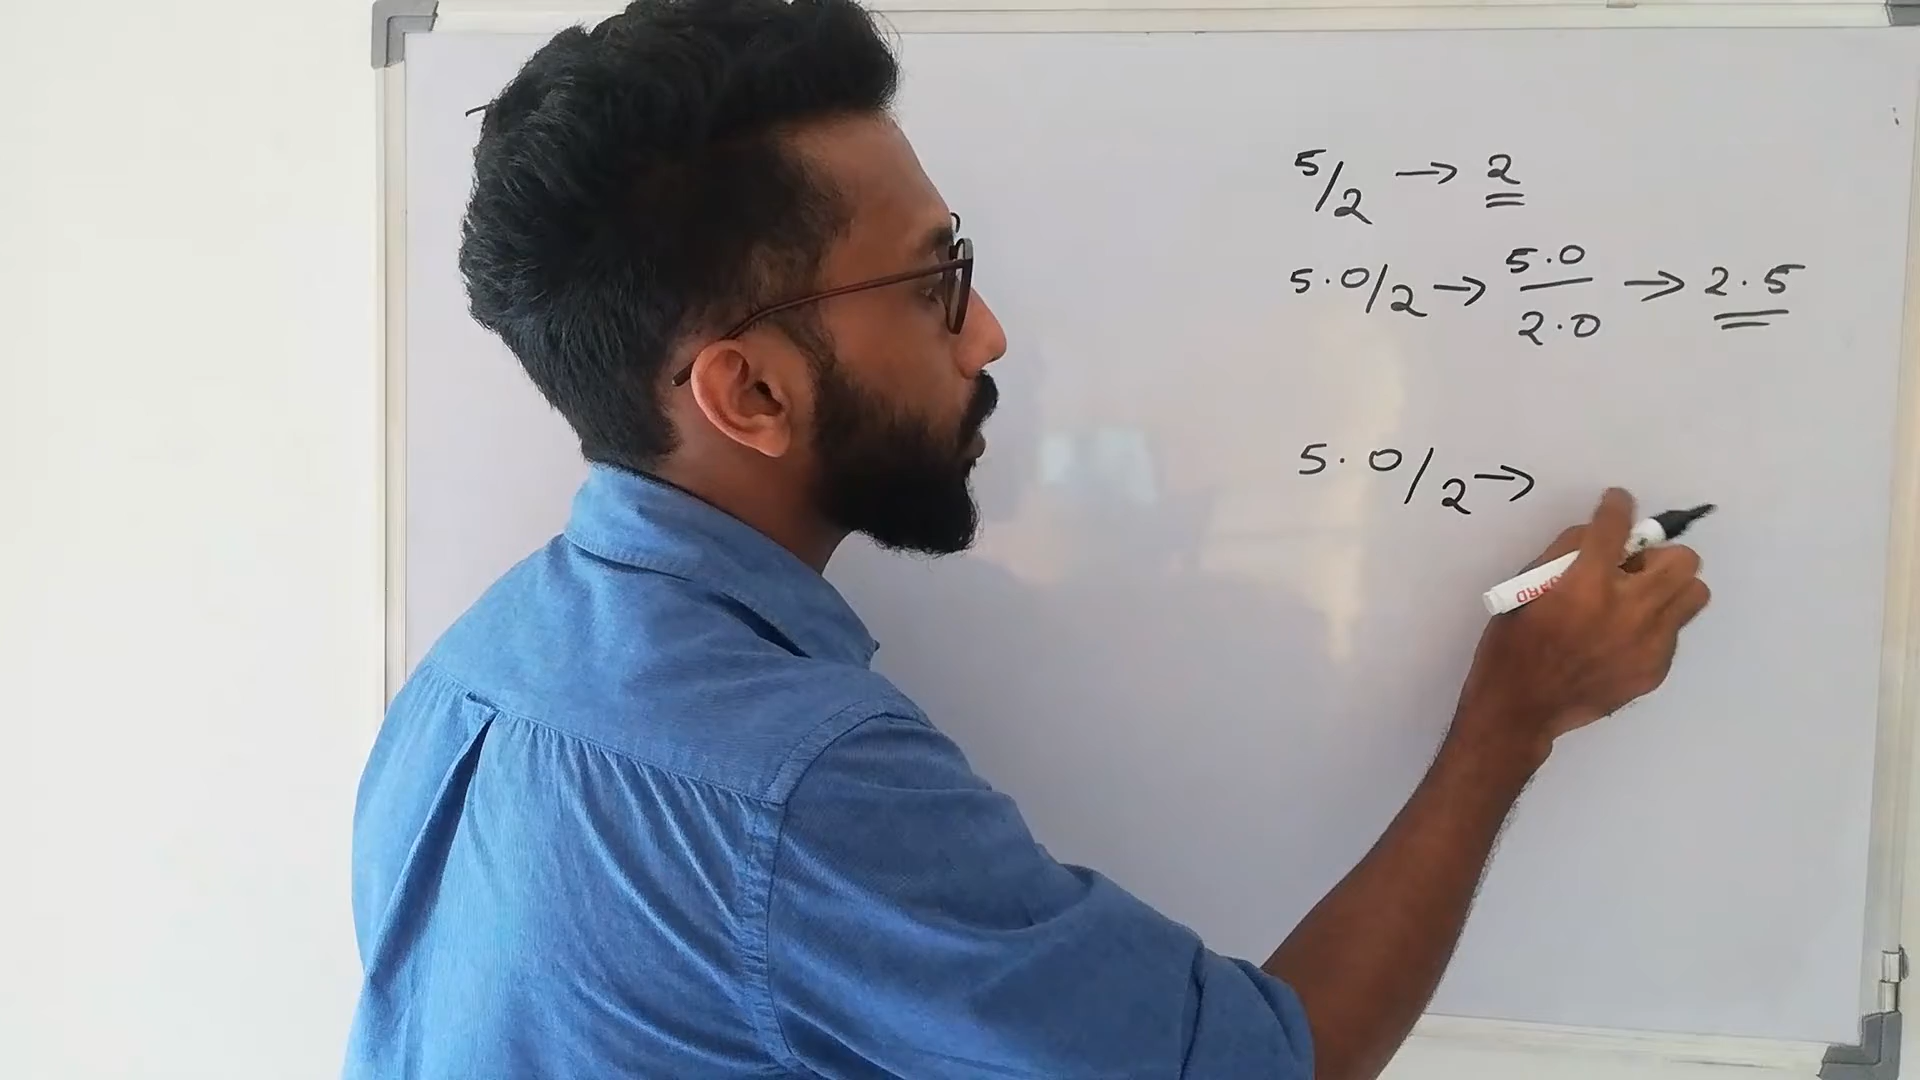 5/2 → 2
5.0/2 → 5.0/2.0 → 2.5
5.0/2 →